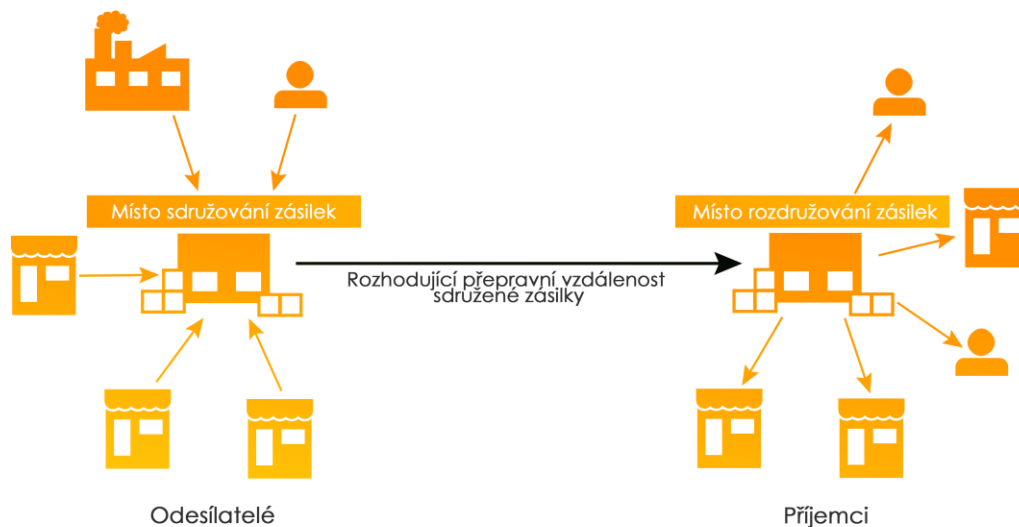 Místo sdružování zásilek
Místo rozdružování zásilek
Rozhodující přepravní vzdálenost
sdružené zásilky
Odesílatelé
Příjemci